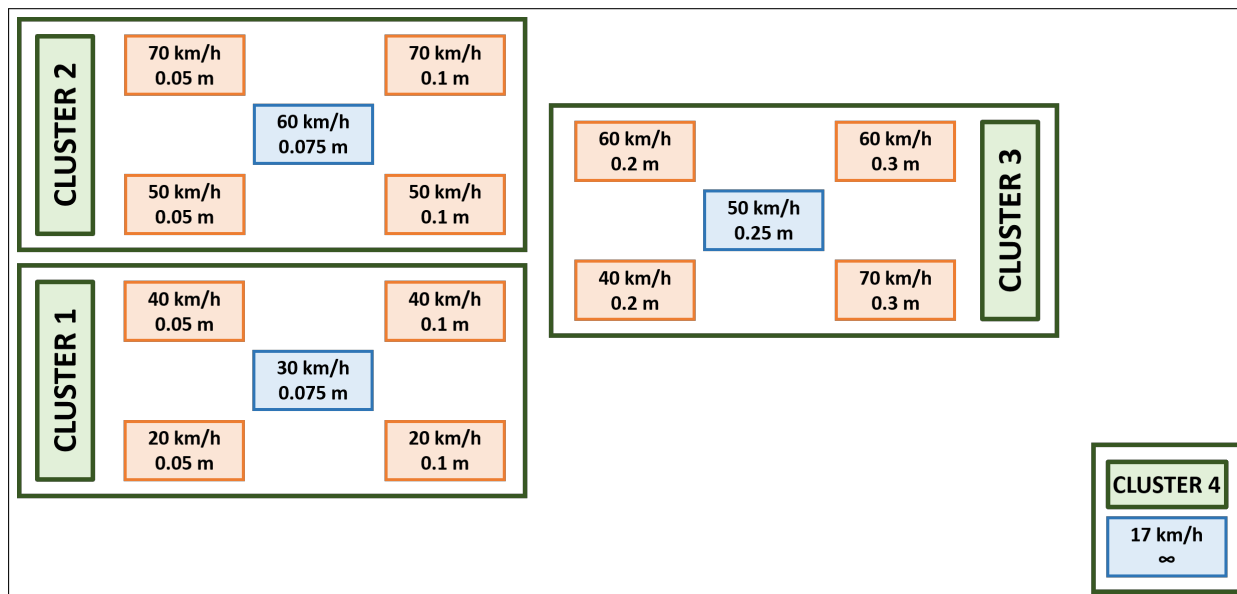 CLUSTER 2
70 km/h
0.05 m
70 km/h
0.1 m
60 km/h
0.075 m
50 km/h
0.05 m
50 km/h
0.1 m
CLUSTER 1
40 km/h
0.05 m
40 km/h
0.1 m
30 km/h
0.075 m
20 km/h
0.05 m
20 km/h
0.1 m
CLUSTER 3
60 km/h
0.2 m
60 km/h
0.3 m
50 km/h
0.25 m
40 km/h
0.2 m
70 km/h
0.3 m
CLUSTER 4
17 km/h
∞